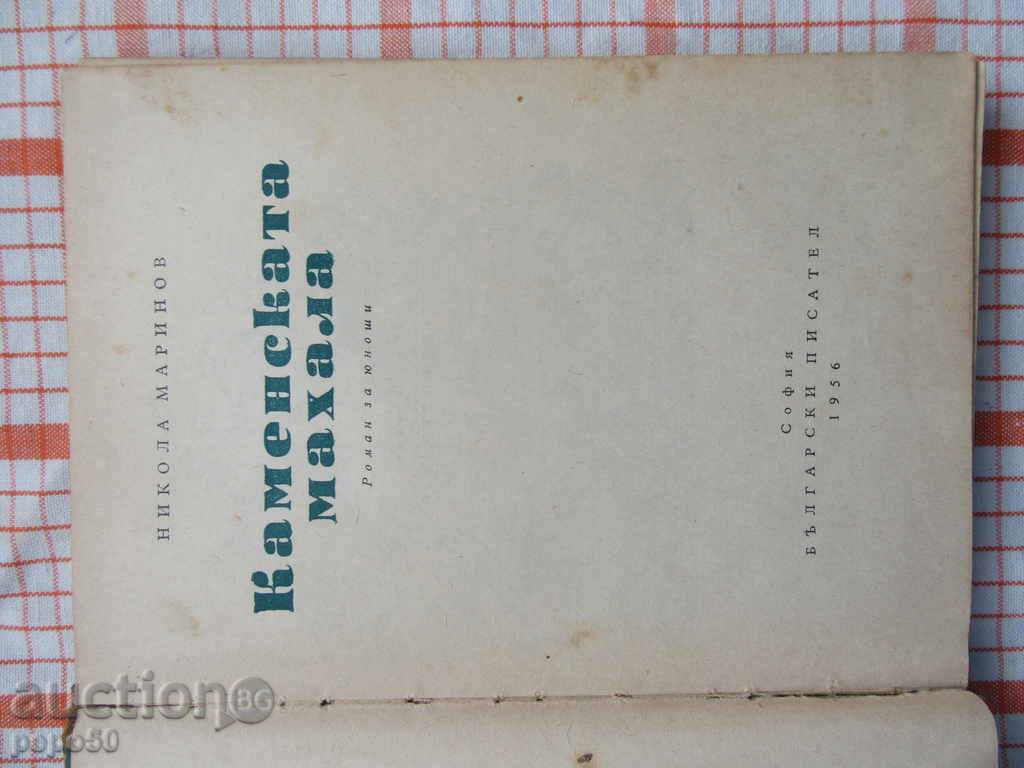 НИКОЛА МАРИНОВ
Каменската
махала
Роман за юноши
София
БЪЛГАРСКИ ПИСАТЕЛ
1956
auction BG
popo50